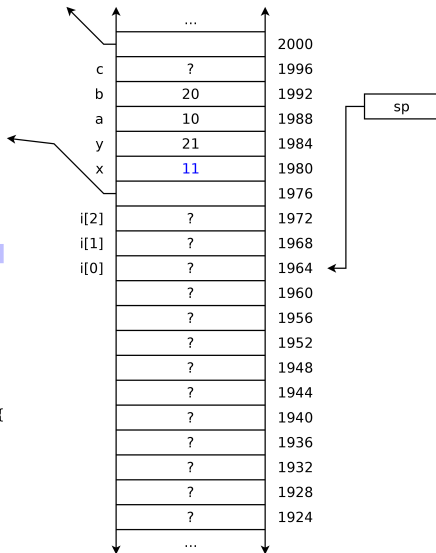 ...
2000
c ? 1996
b 20 1992 sp
a 10 1988
y 21 1984
x 11 1980
1976
i[2] ? 1972
i[1] ? 1968
i[0] ? 1964
? 1960
? 1956
? 1952
? 1948
? 1944
{ ? 1940
? 1936
? 1932
? 1928
? 1924
...